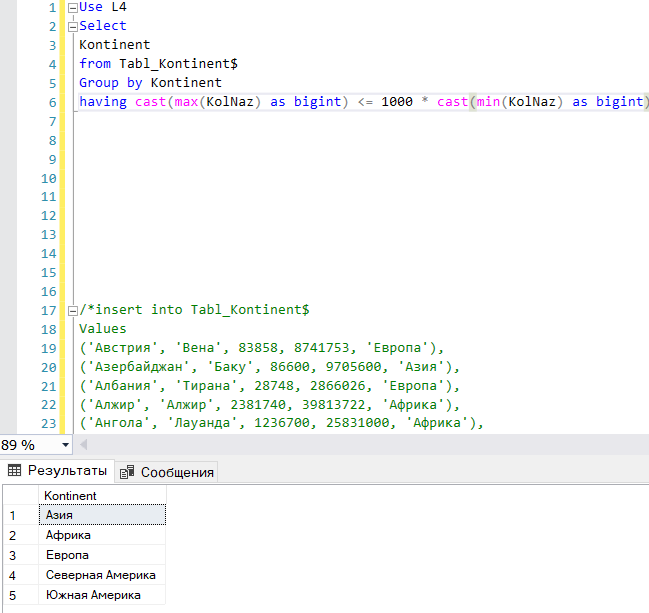 1 Use L4
2 Select
3 Kontinent
4 from Tabl_Kontinent$
5 Group by Kontinent
6 having cast(max(KolNaz) as bigint) <= 1000 * cast(min(KolNaz) as bigint)
7
8
9
10
11
12
13
14
15
16
17 /*insert into Tabl_Kontinent$
18 Values
19 ('Австрия', 'Вена', 83858, 8741753, 'Европа'),
20 ('Азербайджан', 'Баку', 86600, 9705600, 'Азия'),
21 ('Албания', 'Тирана', 28748, 2866026, 'Европа'),
22 ('Алжир', 'Алжир', 2381740, 39813722, 'Африка'),
23 ('Ангола', 'Лауанда', 1236700, 25831000, 'Африка'),
89 %
Результаты Сообщения
Kontinent
1 Азия
2 Африка
3 Европа
4 Северная Америка
5 Южная Америка